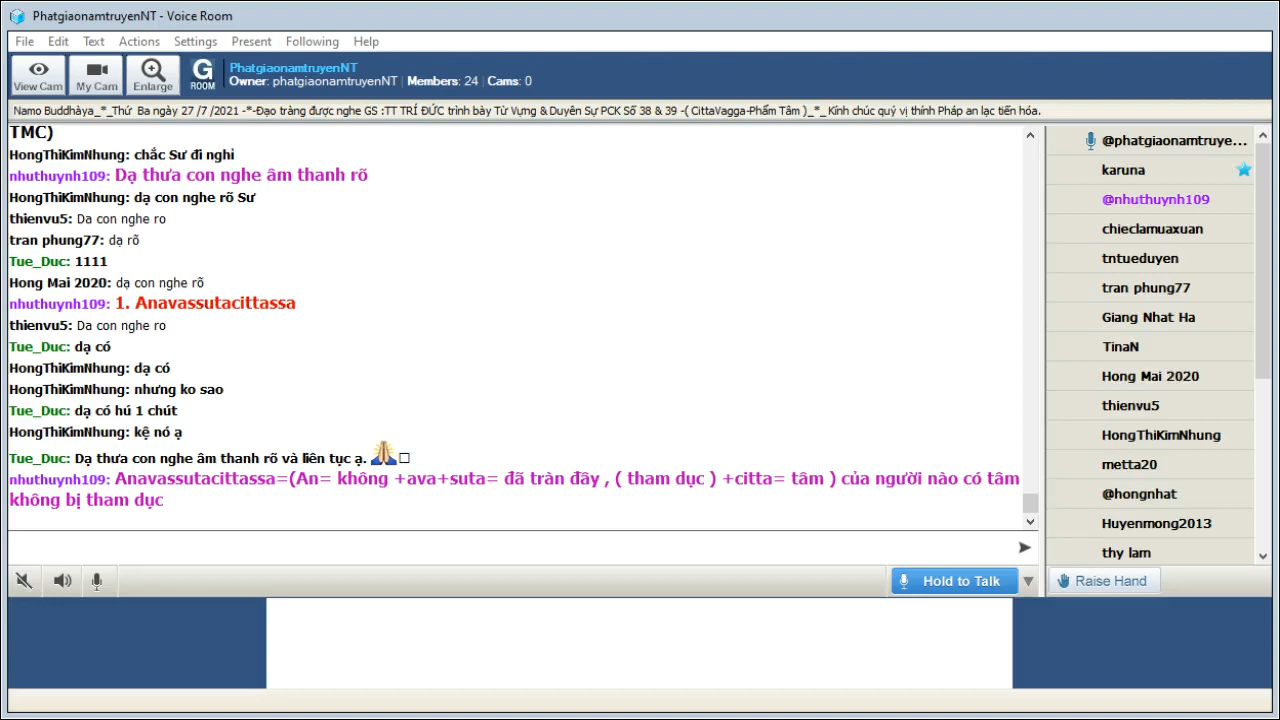 PhatgiaonamtruyenNT - Voice Room
File Edit Text Actions Settings Present Following Help
View Cam My Cam Enlarge G ROOM
PhatgiaonamtruyenNT
Owner: phatgiaonamtruyenNT Members: 24 Cams: 0
Namo Buddhàya_*_Thứ Ba ngày 27 /7 /2021 -*-Đạo tràng được nghe GS :TT TRÍ ĐỨC trình bày Từ Vựng & Duyên Sự PCK Số 38 & 39 -( CittaVagga-Phẩm Tâm )_*_ Kính chúc quý vị thính Pháp an lạc tiến hóa.
TMC)
HongThiKimNhung: chắc Sư đi nghỉ
nhuthuynh109: Dạ thưa con nghe âm thanh rõ
HongThiKimNhung: dạ con nghe rõ Sư
thienvu5: Da con nghe ro
tran phung77: dạ rõ
Tue_Duc: 1111
Hong Mai 2020: dạ con nghe rõ
nhuthuynh109: 1. Anavassutacittassa
thienvu5: Da con nghe ro
Tue_Duc: dạ có
HongThiKimNhung: dạ có
HongThiKimNhung: nhưng ko sao
Tue_Duc: dạ có hú 1 chút
HongThiKimNhung: kệ nó ạ
Tue_Duc: Dạ thưa con nghe âm thanh rõ và liên tục ạ.
nhuthuynh109: Anavassutacittassa=(An= không +ava+suta= đã tràn đầy , ( tham dục ) +citta= tâm ) của người nào có tâm
không bị tham dục
@phatgiaonamtruye...
karuna
@nhuthuynh109
chieclamuaxuan
tntueduyen
tran phung77
Giang Nhat Ha
TinaN
Hong Mai 2020
thienvu5
HongThiKimNhung
metta20
@hongnhat
Huyenmong2013
thy lam
Hold to Talk
Raise Hand